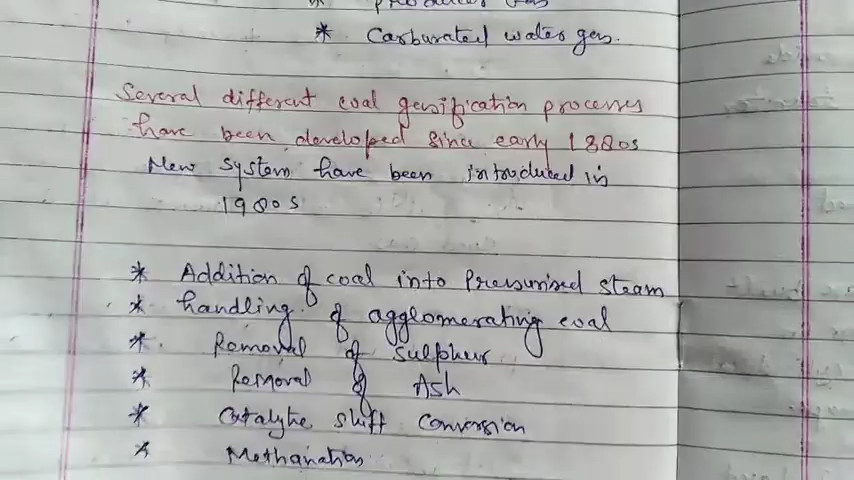 * Producer Gas
* Carburated water gas.
Several different coal gasification processes
have been developed since early 1880s
New system have been introduced in
1980s
* Addition of coal into Pressurised steam
* handling of agglomerating coal
* Removal of Sulphur
* Removal of Ash
* Catalytic shift Conversion
* Methanation